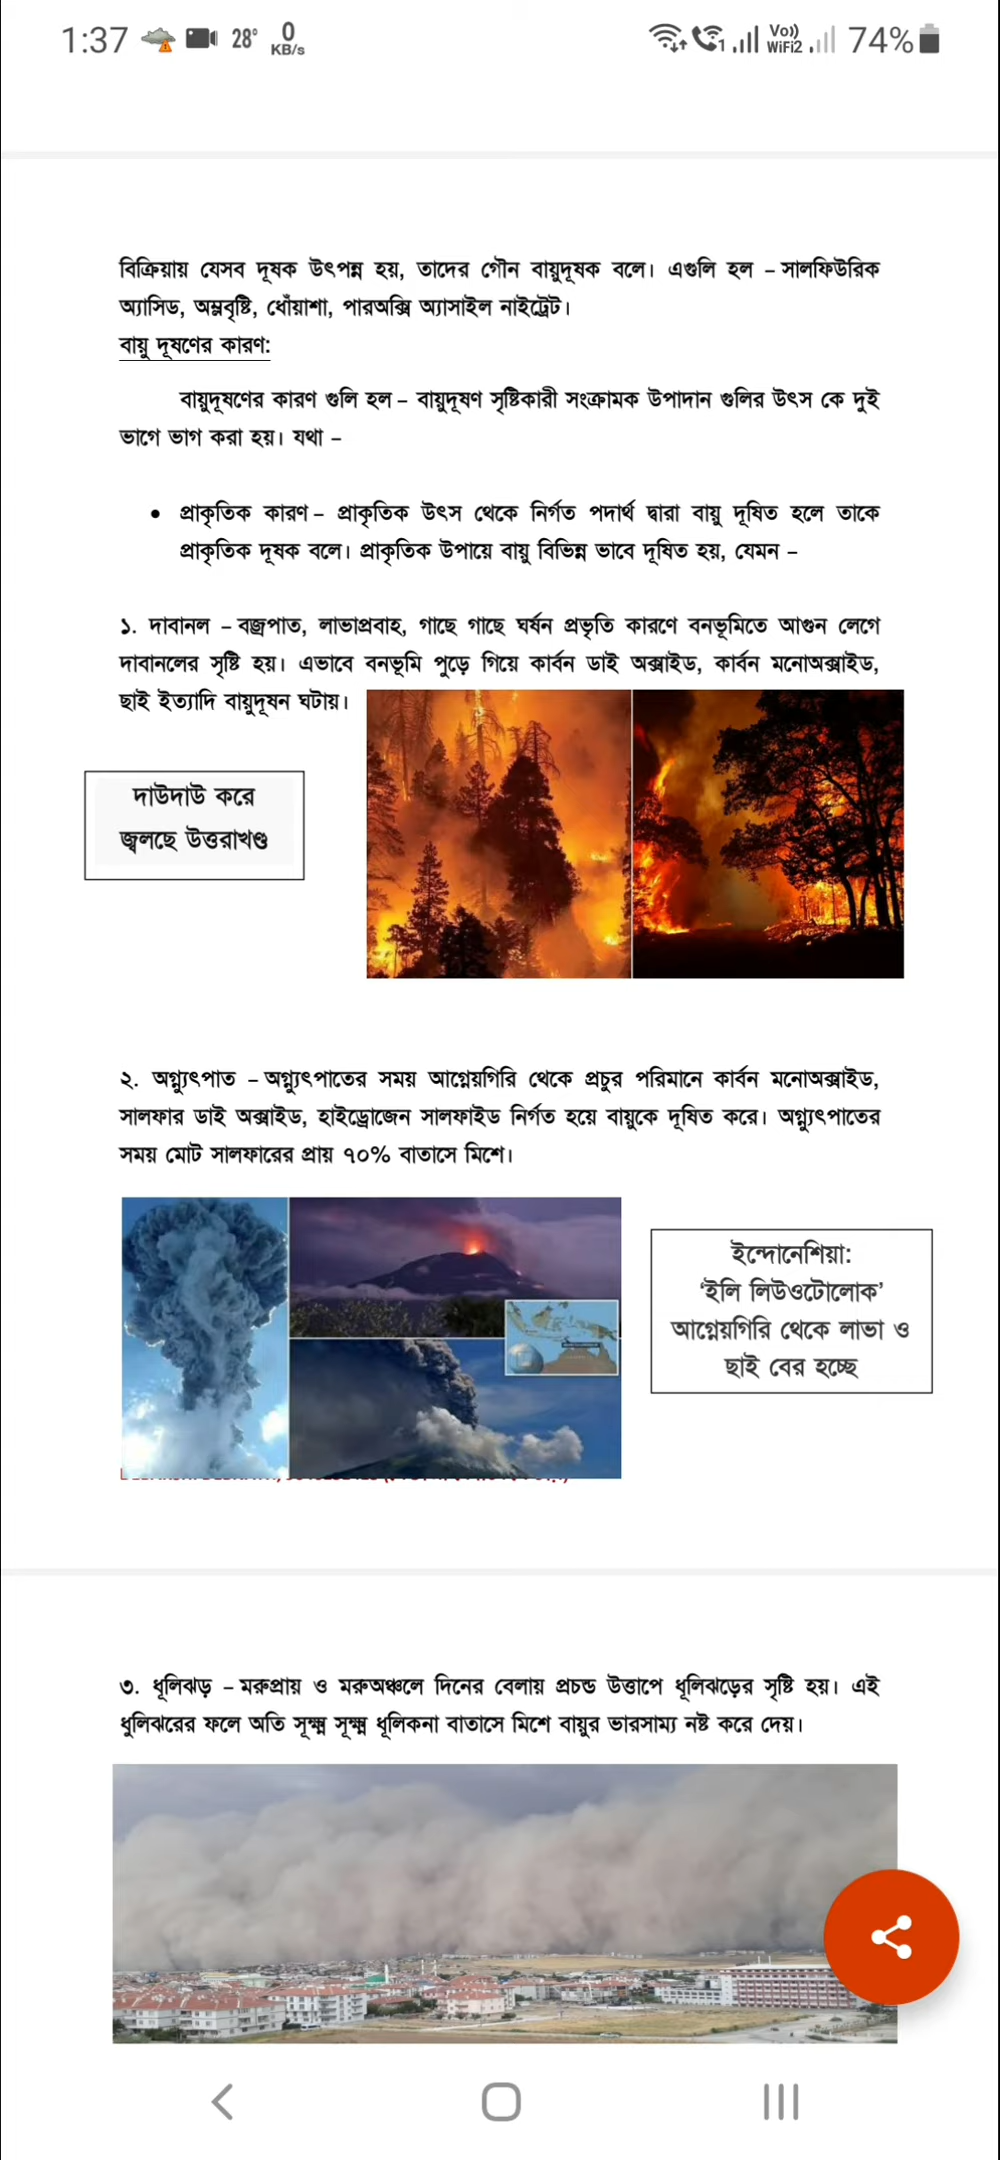 1:37 28° 0 KB/s Vo)) WiFi2 74%
বিক্রিয়ায় যেসব দূষক উৎপন্ন হয়, তাদের গৌন বায়ুদূষক বলে। এগুলি হল – সালফিউরিক
অ্যাসিড, অম্লবৃষ্টি, ধোঁয়াশা, পারঅক্সি অ্যাসাইল নাইট্রেট।
বায়ু দূষণের কারণ:
বায়ুদূষণের কারণ গুলি হল – বায়ুদূষণ সৃষ্টিকারী সংক্রামক উপাদান গুলির উৎস কে দুই
ভাগে ভাগ করা হয়। যথা –
• প্রাকৃতিক কারণ – প্রাকৃতিক উৎস থেকে নির্গত পদার্থ দ্বারা বায়ু দূষিত হলে তাকে
প্রাকৃতিক দূষক বলে। প্রাকৃতিক উপায়ে বায়ু বিভিন্ন ভাবে দূষিত হয়, যেমন –
১. দাবানল – বজ্রপাত, লাভাপ্রবাহ, গাছে গাছে ঘর্ষন প্রভৃতি কারণে বনভূমিতে আগুন লেগে
দাবানলের সৃষ্টি হয়। এভাবে বনভূমি পুড়ে গিয়ে কার্বন ডাই অক্সাইড, কার্বন মনোঅক্সাইড,
ছাই ইত্যাদি বায়ুদূষন ঘটায়।
দাউদাউ করে
জ্বলছে উত্তরাখণ্ড
২. অগ্ন্যুৎপাত – অগ্ন্যুৎপাতের সময় আগ্নেয়গিরি থেকে প্রচুর পরিমানে কার্বন মনোঅক্সাইড,
সালফার ডাই অক্সাইড, হাইড্রোজেন সালফাইড নির্গত হয়ে বায়ুকে দূষিত করে। অগ্ন্যুৎপাতের
সময় মোট সালফারের প্রায় ৭০% বাতাসে মিশে।
ইন্দোনেশিয়া:
‘ইলি লিউওটোলোক’
আগ্নেয়গিরি থেকে লাভা ও
ছাই বের হচ্ছে
৩. ধূলিঝড় – মরুপ্রায় ও মরুঅঞ্চলে দিনের বেলায় প্রচন্ড উত্তাপে ধূলিঝড়ের সৃষ্টি হয়। এই
ধুলিঝরের ফলে অতি সূক্ষ্ম সূক্ষ্ম ধূলিকনা বাতাসে মিশে বায়ুর ভারসাম্য নষ্ট করে দেয়।